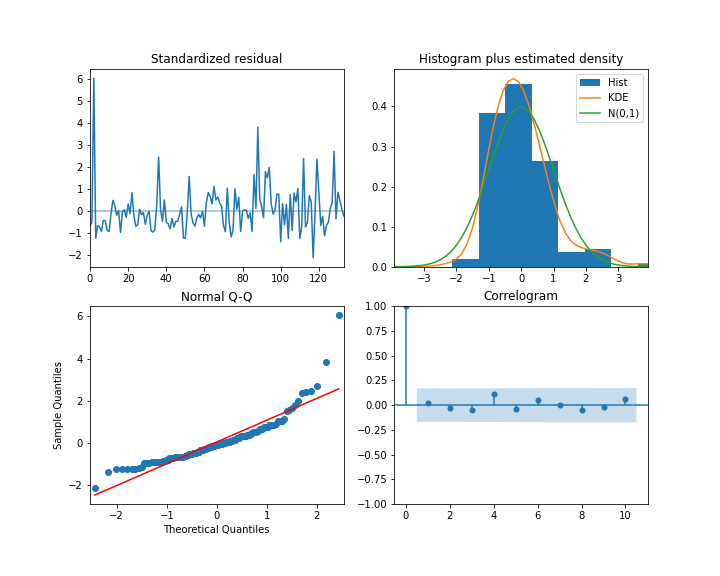 Standardized residual
6
5
4
3
2
1
0
−1
−2
0 20 40 60 80 100 120
Histogram plus estimated density
Hist
KDE
N(0,1)
0.4
0.3
0.2
0.1
0.0
−3 −2 −1 0 1 2 3
Normal Q-Q
Sample Quantiles
6
4
2
0
−2
−2 −1 0 1 2
Theoretical Quantiles
Correlogram
1.00
0.75
0.50
0.25
0.00
−0.25
−0.50
−0.75
−1.00
0 2 4 6 8 10